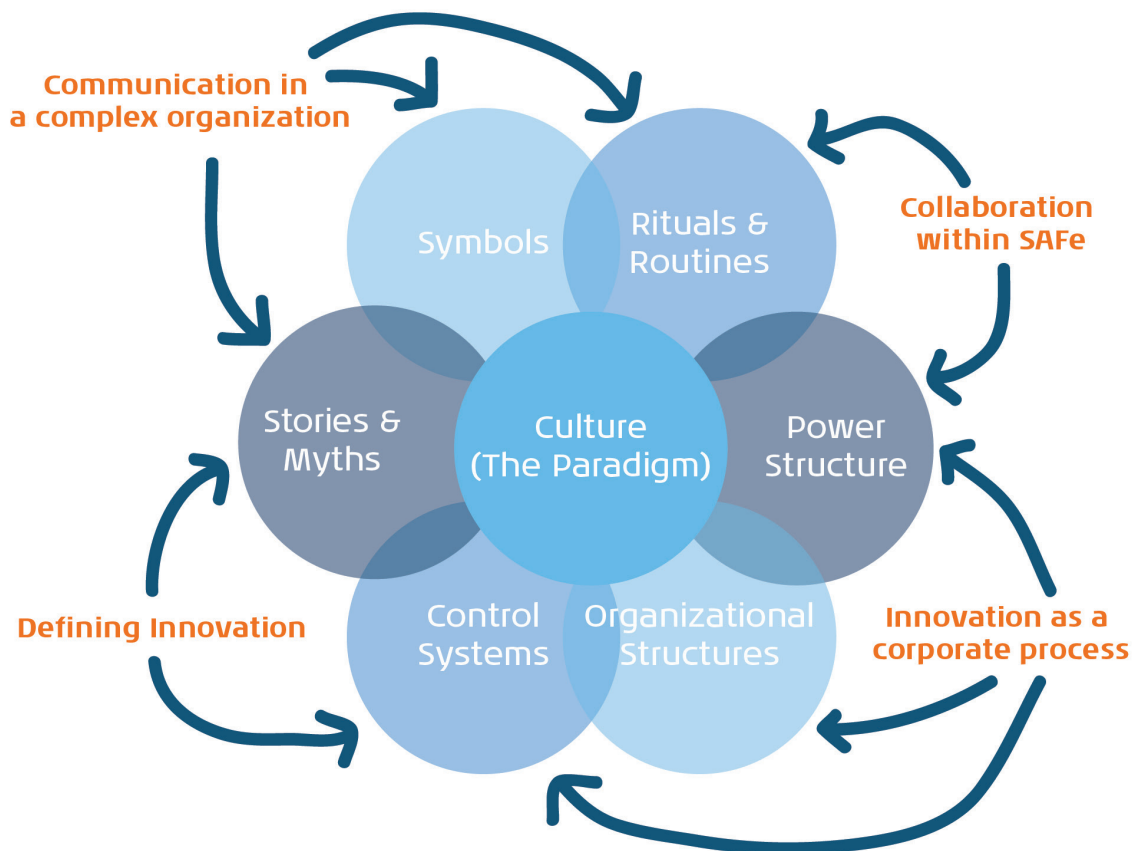 Communication in
a complex organization
Symbols
Rituals &
Routines
Collaboration
within SAFe
Stories &
Myths
Culture
(The Paradigm)
Power
Structure
Defining Innovation
Control
Systems
Organizational
Structures
Innovation as a
corporate process